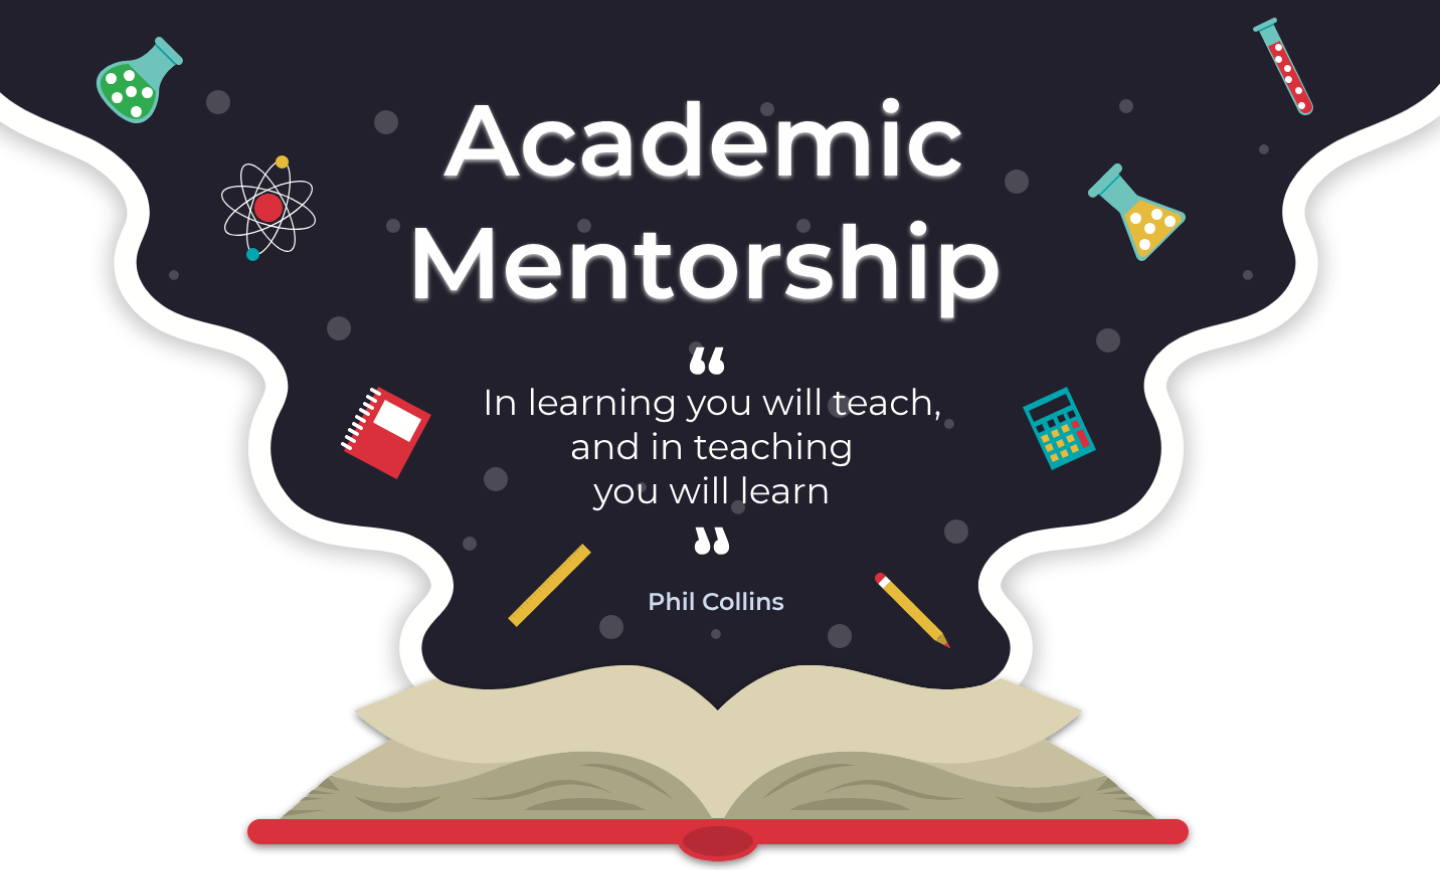 Academic
Mentorship
❝
In learning you will teach,
and in teaching
you will learn
❞
Phil Collins